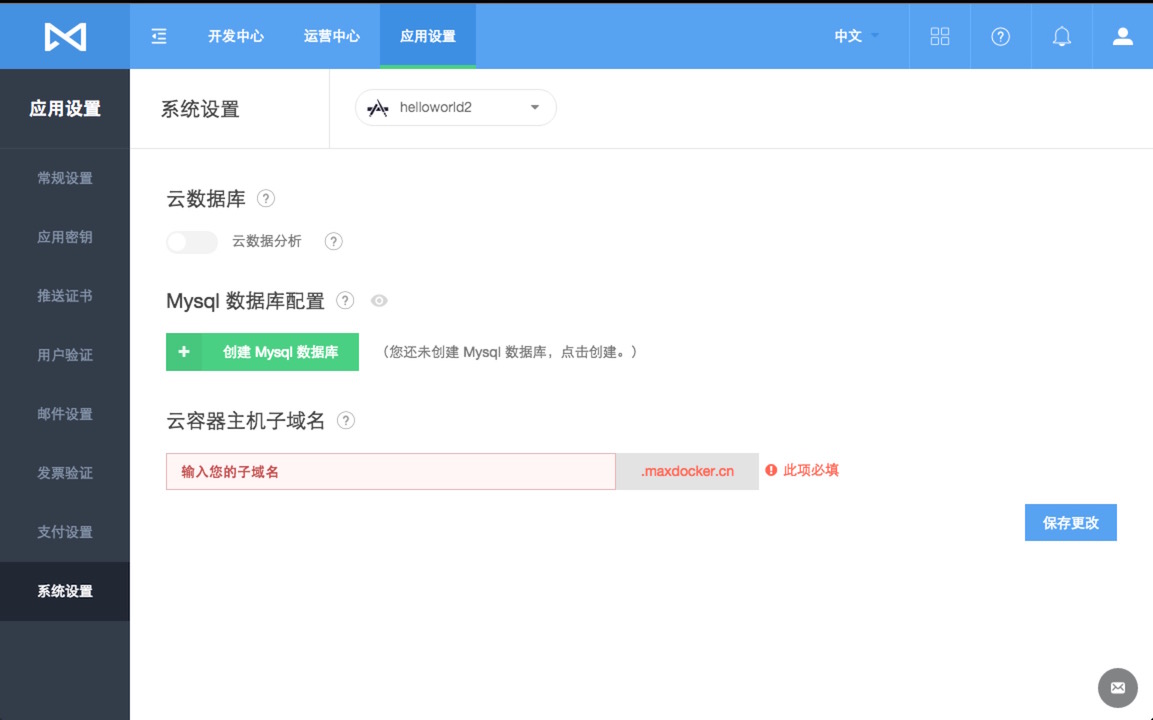 开发中心
运营中心
应用设置
中文
应用设置
系统设置
helloworld2
常规设置
应用密钥
推送证书
用户验证
邮件设置
发票验证
支付设置
系统设置
云数据库 ?
云数据分析 ?
Mysql 数据库配置 ?
+ 创建 Mysql 数据库
（您还未创建 Mysql 数据库，点击创建。）
云容器主机子域名 ?
输入您的子域名
.maxdocker.cn
此项必填
保存更改